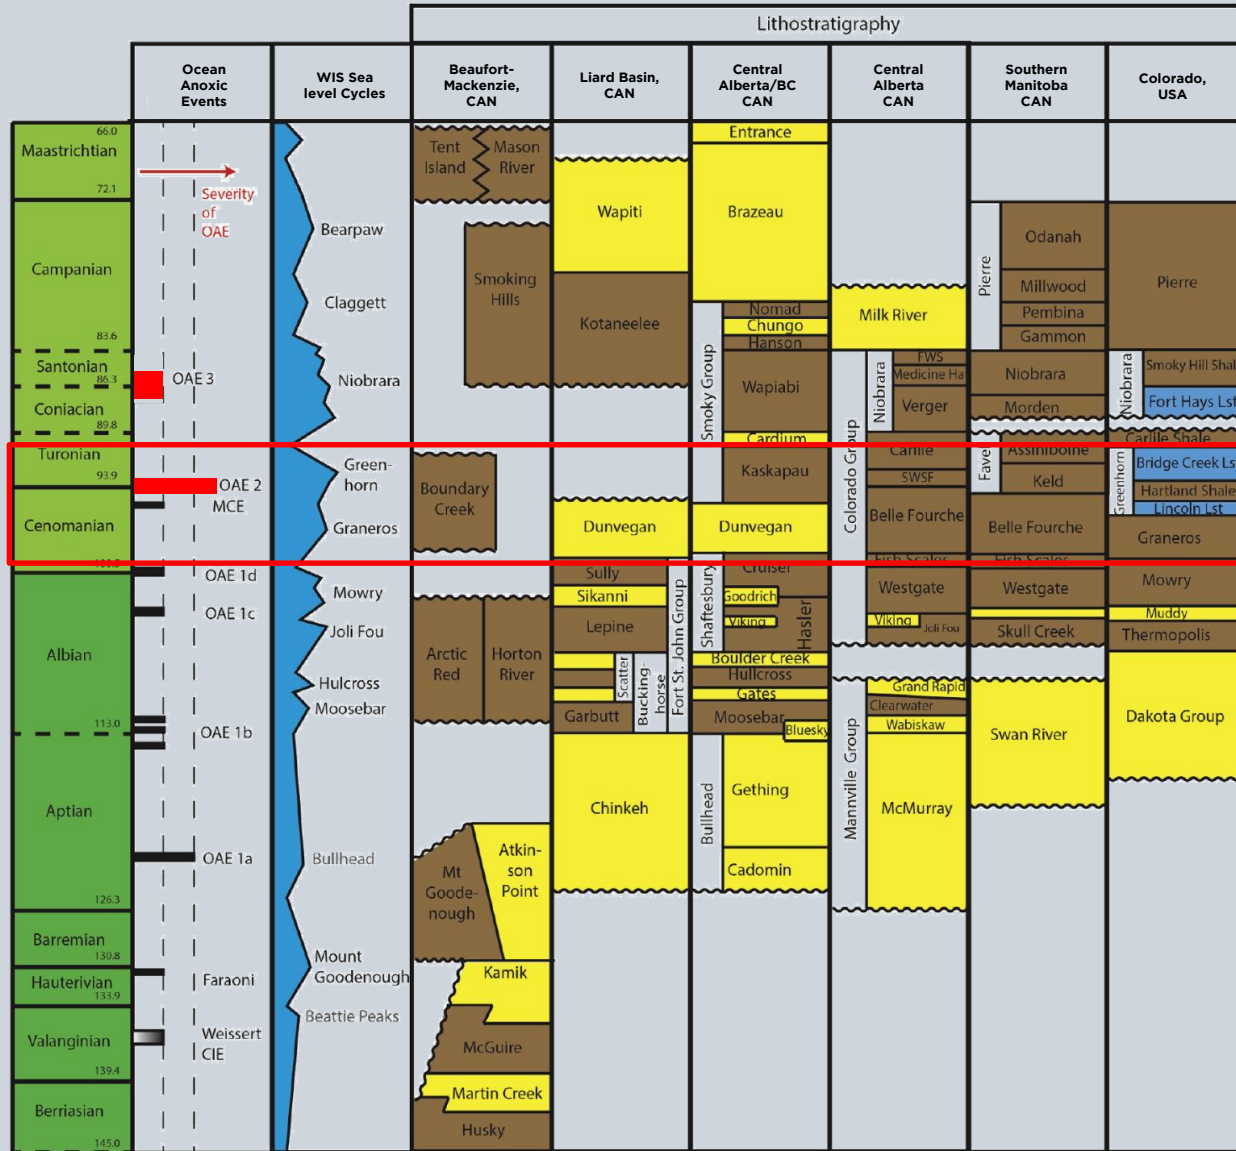 Lithostratigraphy
Ocean
Anoxic
Events
WIS Sea
level Cycles
Beaufort-
Mackenzie,
CAN
Liard Basin,
CAN
Central
Alberta/BC
CAN
Central
Alberta
CAN
Southern
Manitoba
CAN
Colorado,
USA
66.0
Maastrichtian
72.1
Campanian
83.6
Santonian
86.3
Coniacian
89.8
Turonian
93.9
Cenomanian
Albian
113.0
Aptian
126.3
Barremian
130.8
Hauterivian
133.9
Valanginian
139.4
Berriasian
145.0
Severity
of
OAE
OAE 3
OAE 2
MCE
OAE 1d
OAE 1c
OAE 1b
OAE 1a
Faraoni
Weissert
CIE
Bearpaw
Claggett
Niobrara
Green-
horn
Graneros
Mowry
Joli Fou
Hulcross
Moosebar
Bullhead
Mount
Goodenough
Beattie Peaks
Tent
Island
Mason
River
Smoking
Hills
Boundary
Creek
Arctic
Red
Horton
River
Mt
Goode-
nough
Atkin-
son
Point
Kamik
McGuire
Martin Creek
Husky
Wapiti
Kotaneelee
Dunvegan
Sully
Sikanni
Lepine
Scatter
Bucking-
horse
Fort St. John Group
Garbutt
Chinkeh
Entrance
Brazeau
Smoky Group
Nomad
Chungo
Hanson
Wapiabi
Cardium
Kaskapau
Dunvegan
Shaftesbury
Cruiser
Goodrich
Viking
Hasler
Boulder Creek
Hullcross
Gates
Moosebar
Bluesky
Bullhead
Gething
Cadomin
Milk River
Colorado Group
Niobrara
FWS
Medicine Ha
Verger
Carlile
SWSF
Belle Fourche
Fish Scales
Westgate
Viking
Joli Fou
Mannville Group
Grand Rapid
Clearwater
Wabiskaw
McMurray
Pierre
Odanah
Millwood
Pembina
Gammon
Niobrara
Morden
Favel
Assiniboine
Keld
Belle Fourche
Fish Scales
Westgate
Skull Creek
Swan River
Pierre
Niobrara
Smoky Hill Shal
Fort Hays Lst
Carlile Shale
Greenhorn
Bridge Creek Ls
Hartland Shale
Lincoln Lst
Graneros
Mowry
Muddy
Thermopolis
Dakota Group